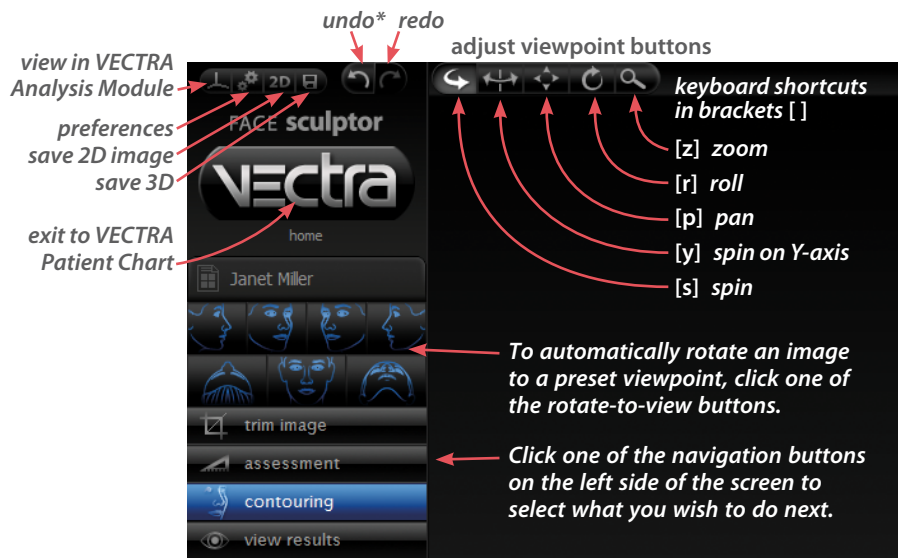 undo* redo
view in VECTRA
Analysis Module
preferences
save 2D image
save 3D
exit to VECTRA
Patient Chart
2D
FACE sculptor
vectra
home
Janet Miller
trim image
assessment
contouring
view results
adjust viewpoint buttons
keyboard shortcuts
in brackets [ ]
[z] zoom
[r] roll
[p] pan
[y] spin on Y-axis
[s] spin
To automatically rotate an image
to a preset viewpoint, click one of
the rotate-to-view buttons.
Click one of the navigation buttons
on the left side of the screen to
select what you wish to do next.